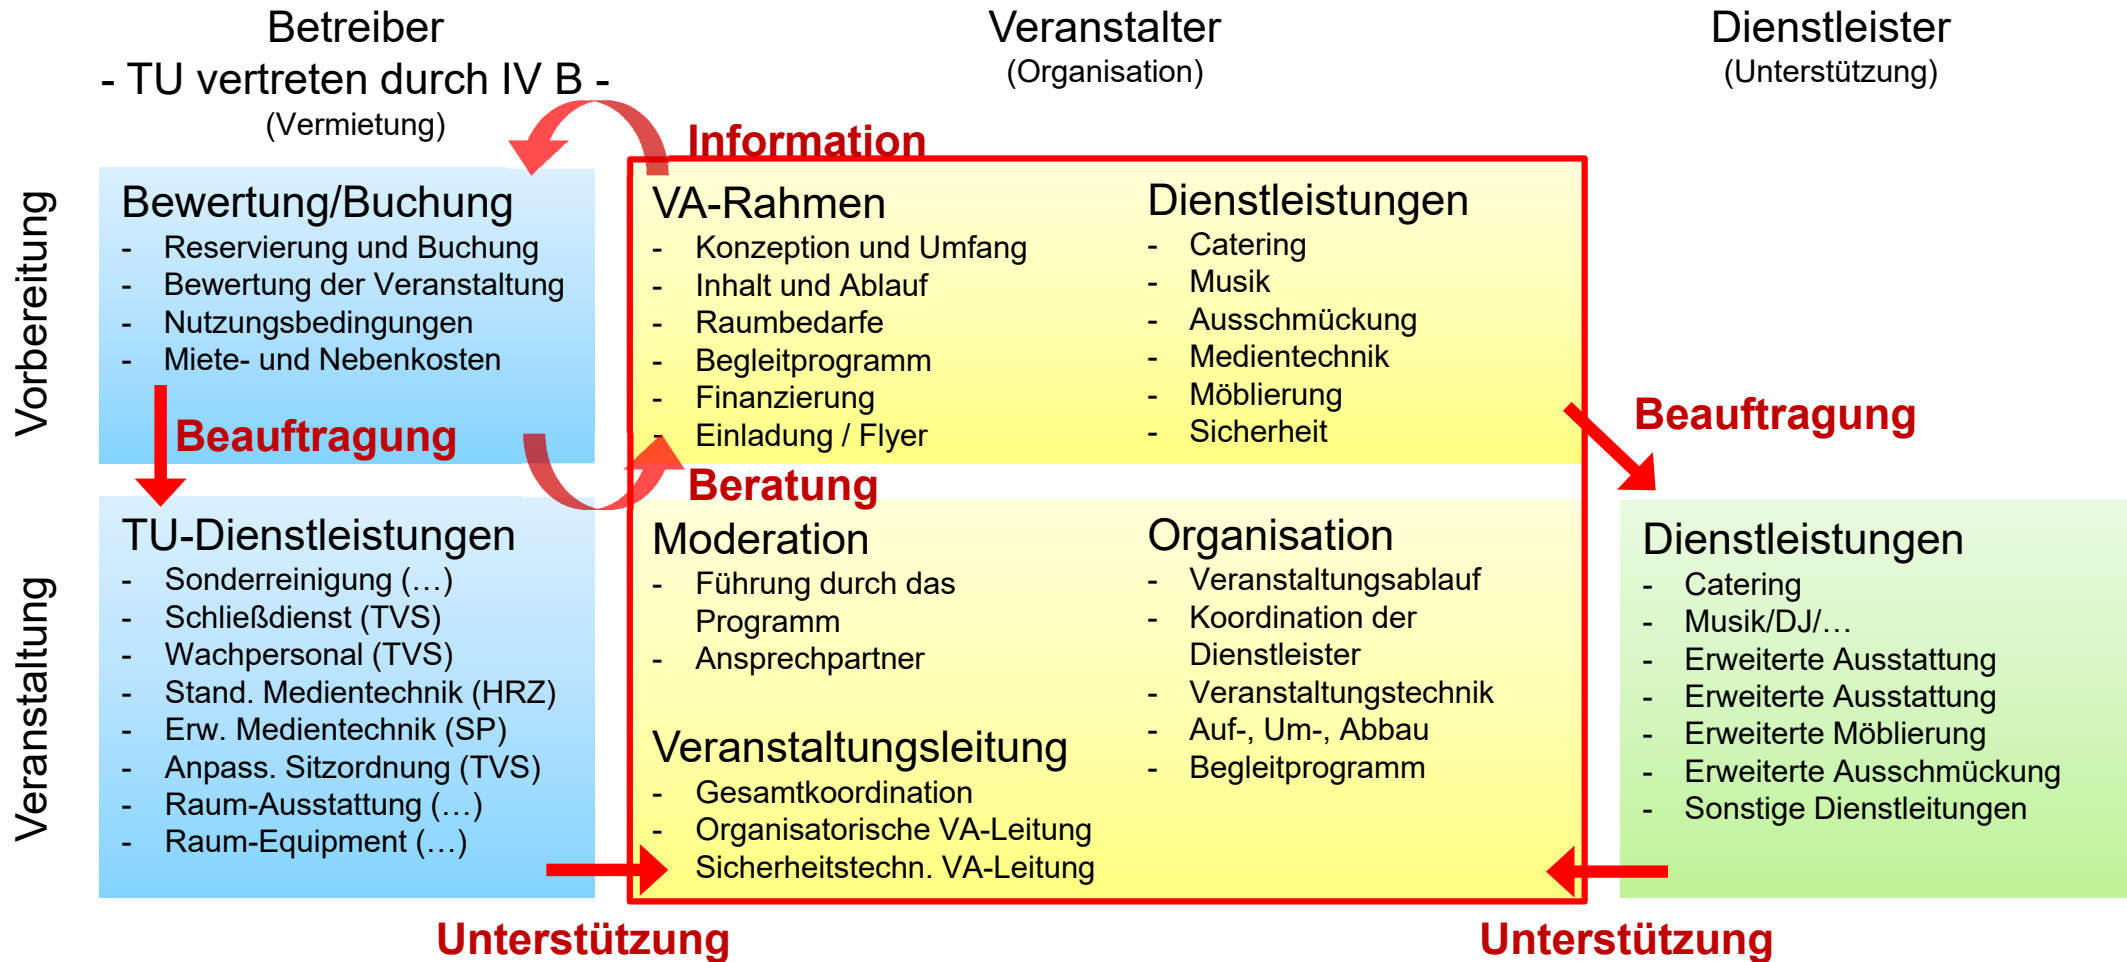 Betreiber
- TU vertreten durch IV B -
(Vermietung)
Veranstalter
(Organisation)
Dienstleister
(Unterstützung)
Vorbereitung
Bewertung/Buchung
- Reservierung und Buchung
- Bewertung der Veranstaltung
- Nutzungsbedingungen
- Miete- und Nebenkosten
Beauftragung
Information
VA-Rahmen
- Konzeption und Umfang
- Inhalt und Ablauf
- Raumbedarfe
- Begleitprogramm
- Finanzierung
- Einladung / Flyer
Dienstleistungen
- Catering
- Musik
- Ausschmückung
- Medientechnik
- Möblierung
- Sicherheit
Beauftragung
Beratung
Veranstaltung
TU-Dienstleistungen
- Sonderreinigung (…)
- Schließdienst (TVS)
- Wachpersonal (TVS)
- Stand. Medientechnik (HRZ)
- Erw. Medientechnik (SP)
- Anpass. Sitzordnung (TVS)
- Raum-Ausstattung (…)
- Raum-Equipment (…)
Moderation
- Führung durch das
Programm
- Ansprechpartner
Veranstaltungsleitung
- Gesamtkoordination
- Organisatorische VA-Leitung
- Sicherheitstechn. VA-Leitung
Organisation
- Veranstaltungsablauf
- Koordination der
Dienstleister
- Veranstaltungstechnik
- Auf-, Um-, Abbau
- Begleitprogramm
Dienstleistungen
- Catering
- Musik/DJ/…
- Erweiterte Ausstattung
- Erweiterte Ausstattung
- Erweiterte Möblierung
- Erweiterte Ausschmückung
- Sonstige Dienstleitungen
Unterstützung
Unterstützung